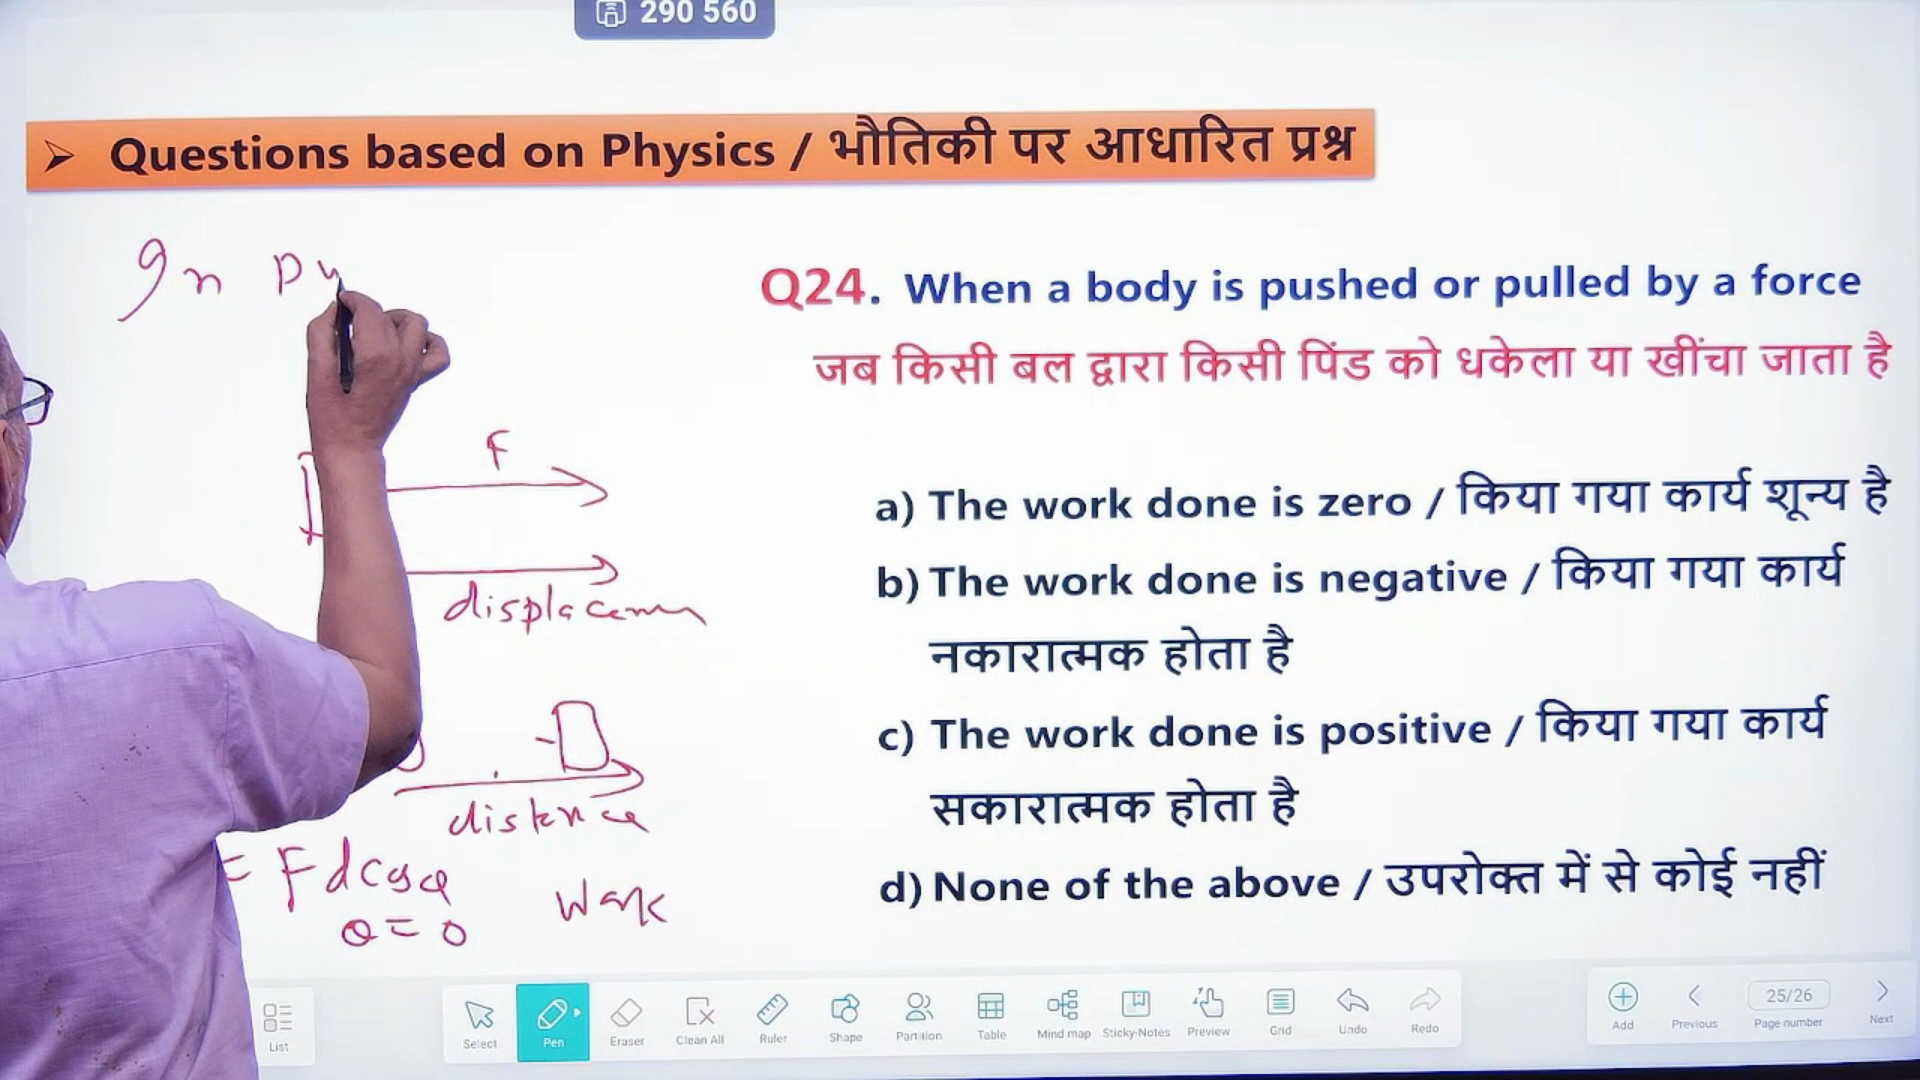 290 560
➢ Questions based on Physics / भौतिकी पर आधारित प्रश्न
In pu
Q24. When a body is pushed or pulled by a force
जब किसी बल द्वारा किसी पिंड को धकेला या खींचा जाता है
F
displacem
distance
= Fdcosθ
θ = 0
Work
a) The work done is zero / किया गया कार्य शून्य है
b) The work done is negative / किया गया कार्य
नकारात्मक होता है
c) The work done is positive / किया गया कार्य
सकारात्मक होता है
d) None of the above / उपरोक्त में से कोई नहीं
List
Select Pen Eraser Clean All Ruler Shape Partition Table Mind map Sticky-Notes Preview Grid Undo Redo
25/26
Add Previous Page number Next